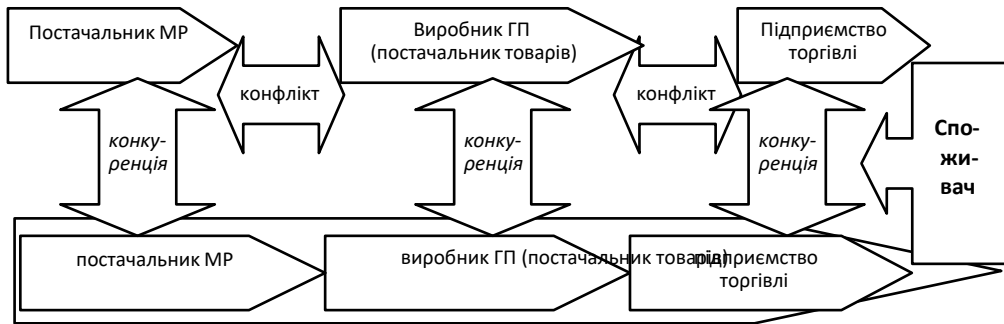 Постачальник МР
Виробник ГП
(постачальник товарів)
Підприємство
торгівлі
конфлікт
конфлікт
конку-
ренція
конку-
ренція
конку-
ренція
Спо-
жи-
вач
постачальник МР
виробник ГП (постачальник товарів)
підприємство
торгівлі